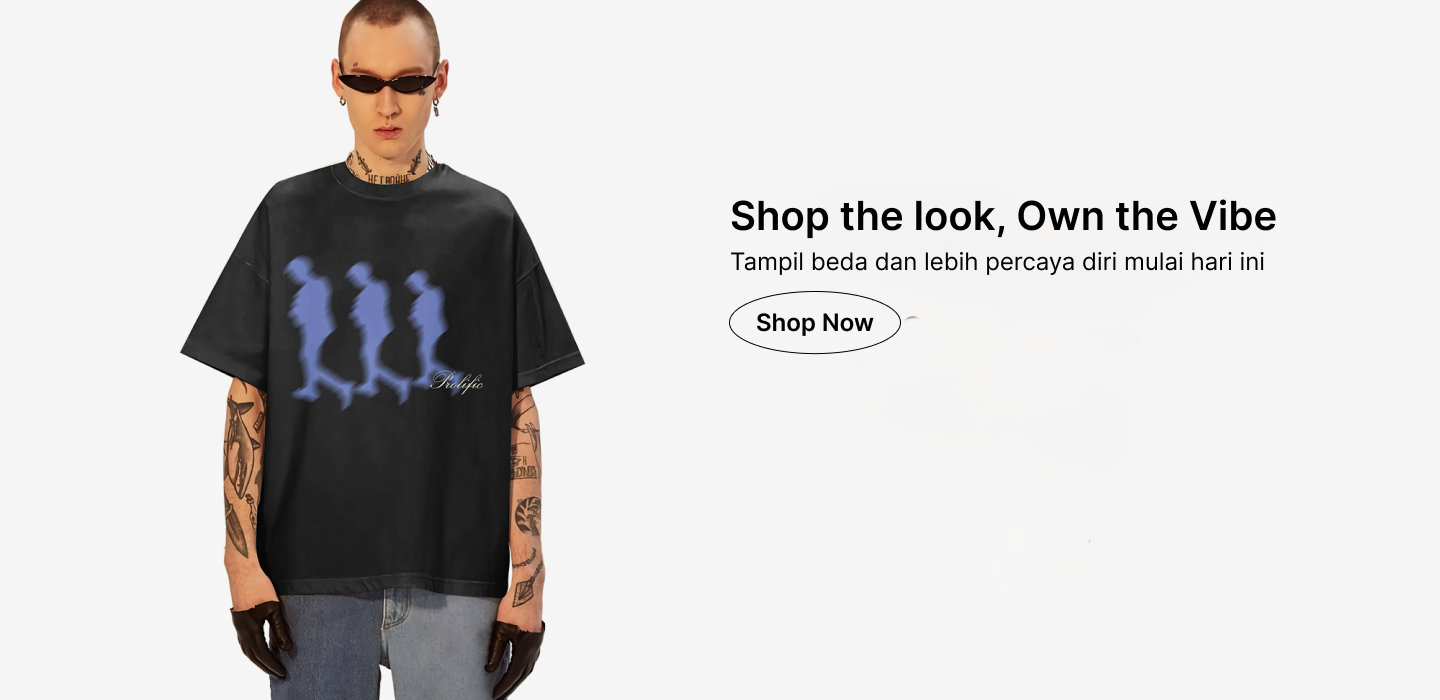 Shop the look, Own the Vibe
Tampil beda dan lebih percaya diri mulai hari ini
Shop Now
Prolific